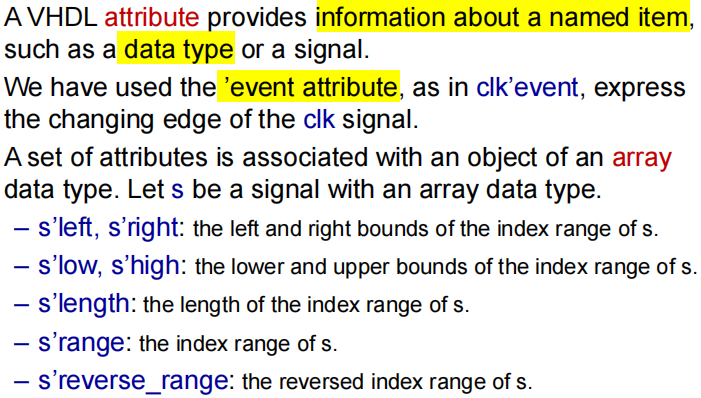 A VHDL attribute provides information about a named item,
such as a data type or a signal.
We have used the ’event attribute, as in clk’event, express
the changing edge of the clk signal.
A set of attributes is associated with an object of an array
data type. Let s be a signal with an array data type.
– s’left, s’right: the left and right bounds of the index range of s.
– s’low, s’high: the lower and upper bounds of the index range of s.
– s’length: the length of the index range of s.
– s’range: the index range of s.
– s’reverse_range: the reversed index range of s.